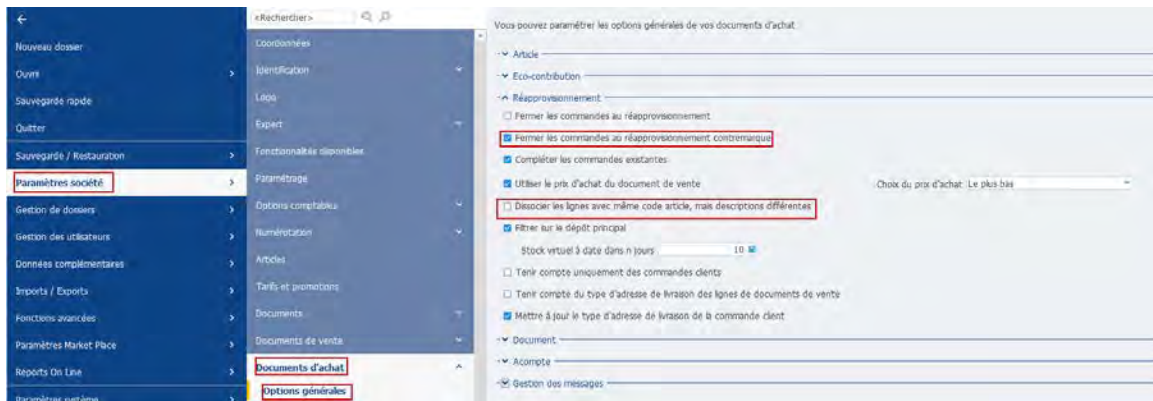 Nouveau dossier
Ouvrir
Sauvegarde rapide
Quitter
Sauvegarde / Restauration
Paramètres société
Gestion de dossiers
Gestion des utilisateurs
Données complémentaires
Imports / Exports
Fonctions avancées
Paramètres Market Place
Reports On Line
Paramètres système
<Rechercher>
Coordonnées
Identification
Logo
Expert
Fonctionnalités disponibles
Paramétrage
Options comptables
Numérotation
Articles
Tarifs et promotions
Documents
Documents de vente
Documents d'achat
Options générales
Vous pouvez paramétrer les options générales de vos documents d'achat
Article
Eco-contribution
Réapprovisionnement
Fermer les commandes au réapprovisionnement
Fermer les commandes au réapprovisionnement contremarque
Compléter les commandes existantes
Utiliser le prix d'achat du document de vente Choix du prix d'achat Le plus bas
Dissocier les lignes avec même code article, mais descriptions différentes
Filtrer sur le dépôt principal
Stock virtuel à date dans n jours 10
Tenir compte uniquement des commandes clients
Tenir compte du type d'adresse de livraison des lignes de documents de vente
Mettre à jour le type d'adresse de livraison de la commande client
Document
Acompte
Gestion des messages